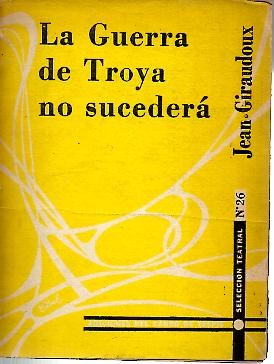 La Guerra
de Troya
no sucederá
Jean-Giraudoux
SELECCION TEATRAL Nº 26